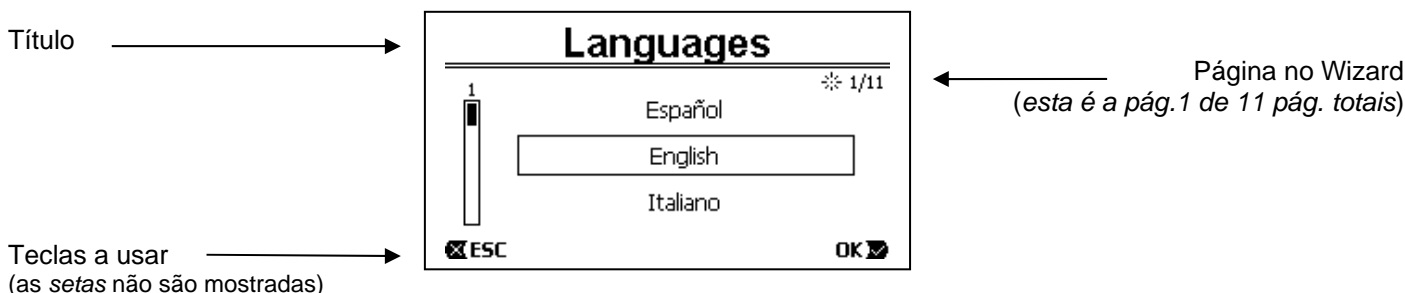 Título
Languages
Página no Wizard
(esta é a pág.1 de 11 pág. totais)
1/11
1
Español
English
Italiano
ESC
OK
Teclas a usar
(as setas não são mostradas)